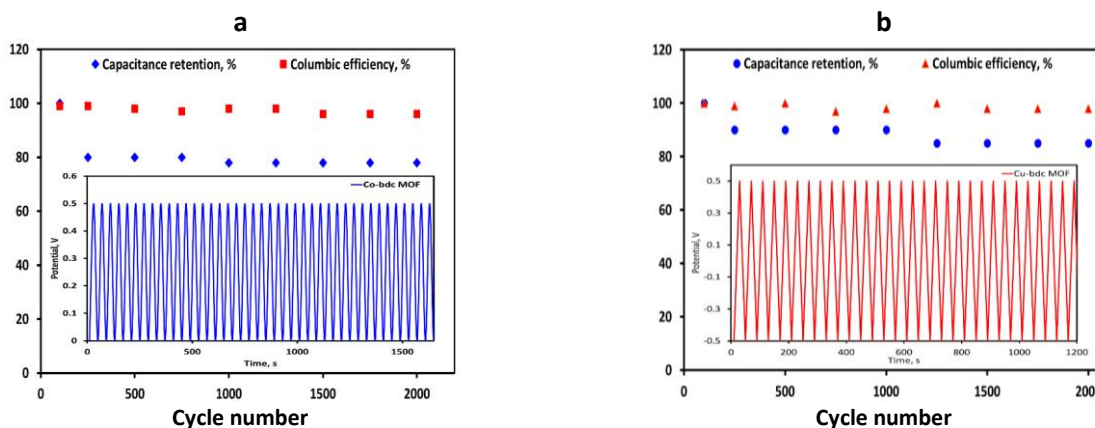 a
120
100
80
60
40
20
0
Capacitance retention, %
Columbic efficiency, %
0.6
0.5
0.4
0.3
0.2
0.1
0
Potential, V
Co-bdc MOF
0 500 1000 1500
Time, s
0 500 1000 1500 2000
Cycle number
b
120
100
80
60
40
20
0
Capacitance retention, %
Columbic efficiency, %
0.5
0.3
0.1
-0.1
-0.3
-0.5
Potential, V
Cu-bdc MOF
0 200 400 600 800 1000 1200
Time, s
0 500 1000 1500 2000
Cycle number